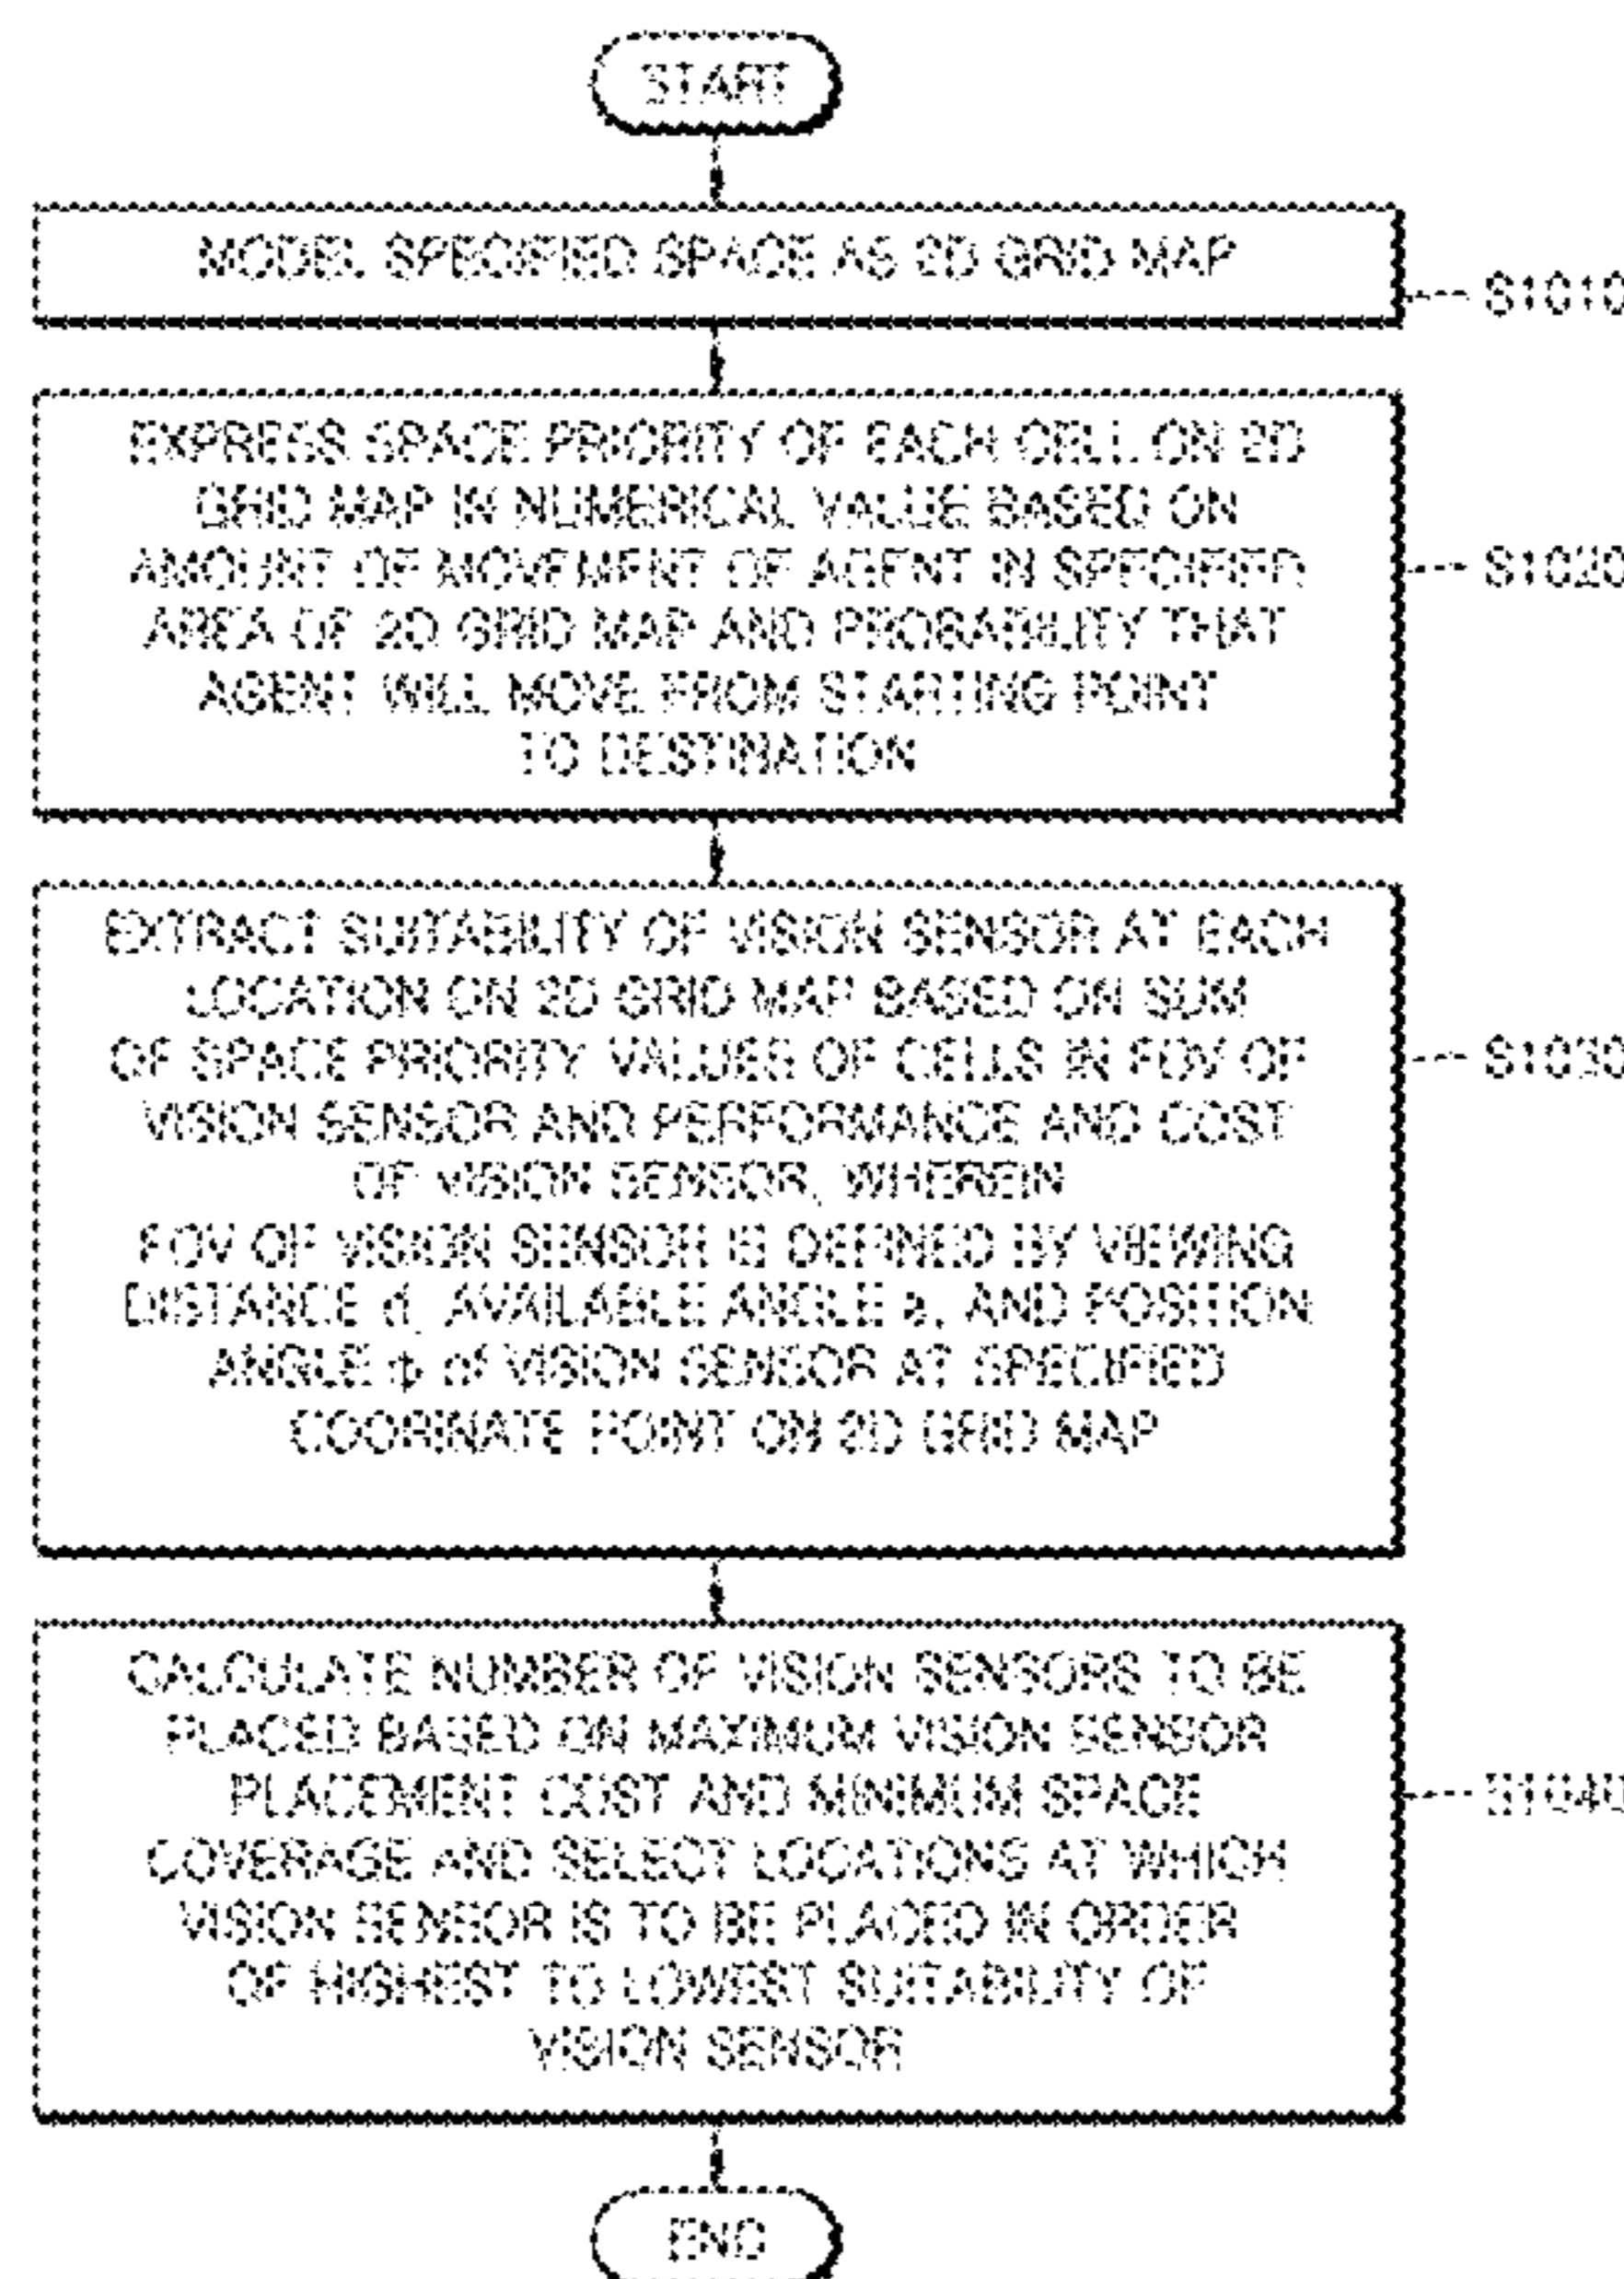 START
MODEL SPECIFIED SPACE AS 2D GRID MAP
S1010
EXPRESS SPACE PRIORITY OF EACH CELL ON 2D
GRID MAP IN NUMERICAL VALUE BASED ON
AMOUNT OF MOVEMENT OF AGENT IN SPECIFIED
AREA OF 2D GRID MAP AND PROBABILITY THAT
AGENT WILL MOVE FROM STARTING POINT
TO DESTINATION
S1020
EXTRACT SUITABILITY OF VISION SENSOR AT EACH
LOCATION ON 2D GRID MAP BASED ON SUM
OF SPACE PRIORITY VALUES OF CELLS IN FOV OF
VISION SENSOR AND PERFORMANCE AND COST
OF VISION SENSOR, WHEREIN
FOV OF VISION SENSOR IS DEFINED BY VIEWING
DISTANCE d, AVAILABLE ANGLE a, AND POSITION
ANGLE ϕ of VISION SENSOR AT SPECIFIED
COORINATE POINT ON 2D GRID MAP
S1030
CALCULATE NUMBER OF VISION SENSORS TO BE
PLACED BASED ON MAXIMUM VISION SENSOR
PLACEMENT COST AND MINIMUM SPACE
COVERAGE AND SELECT LOCATIONS AT WHICH
VISION SENSOR IS TO BE PLACED IN ORDER
OF HIGHEST TO LOWEST SUITABILITY OF
VISION SENSOR
S1040
END